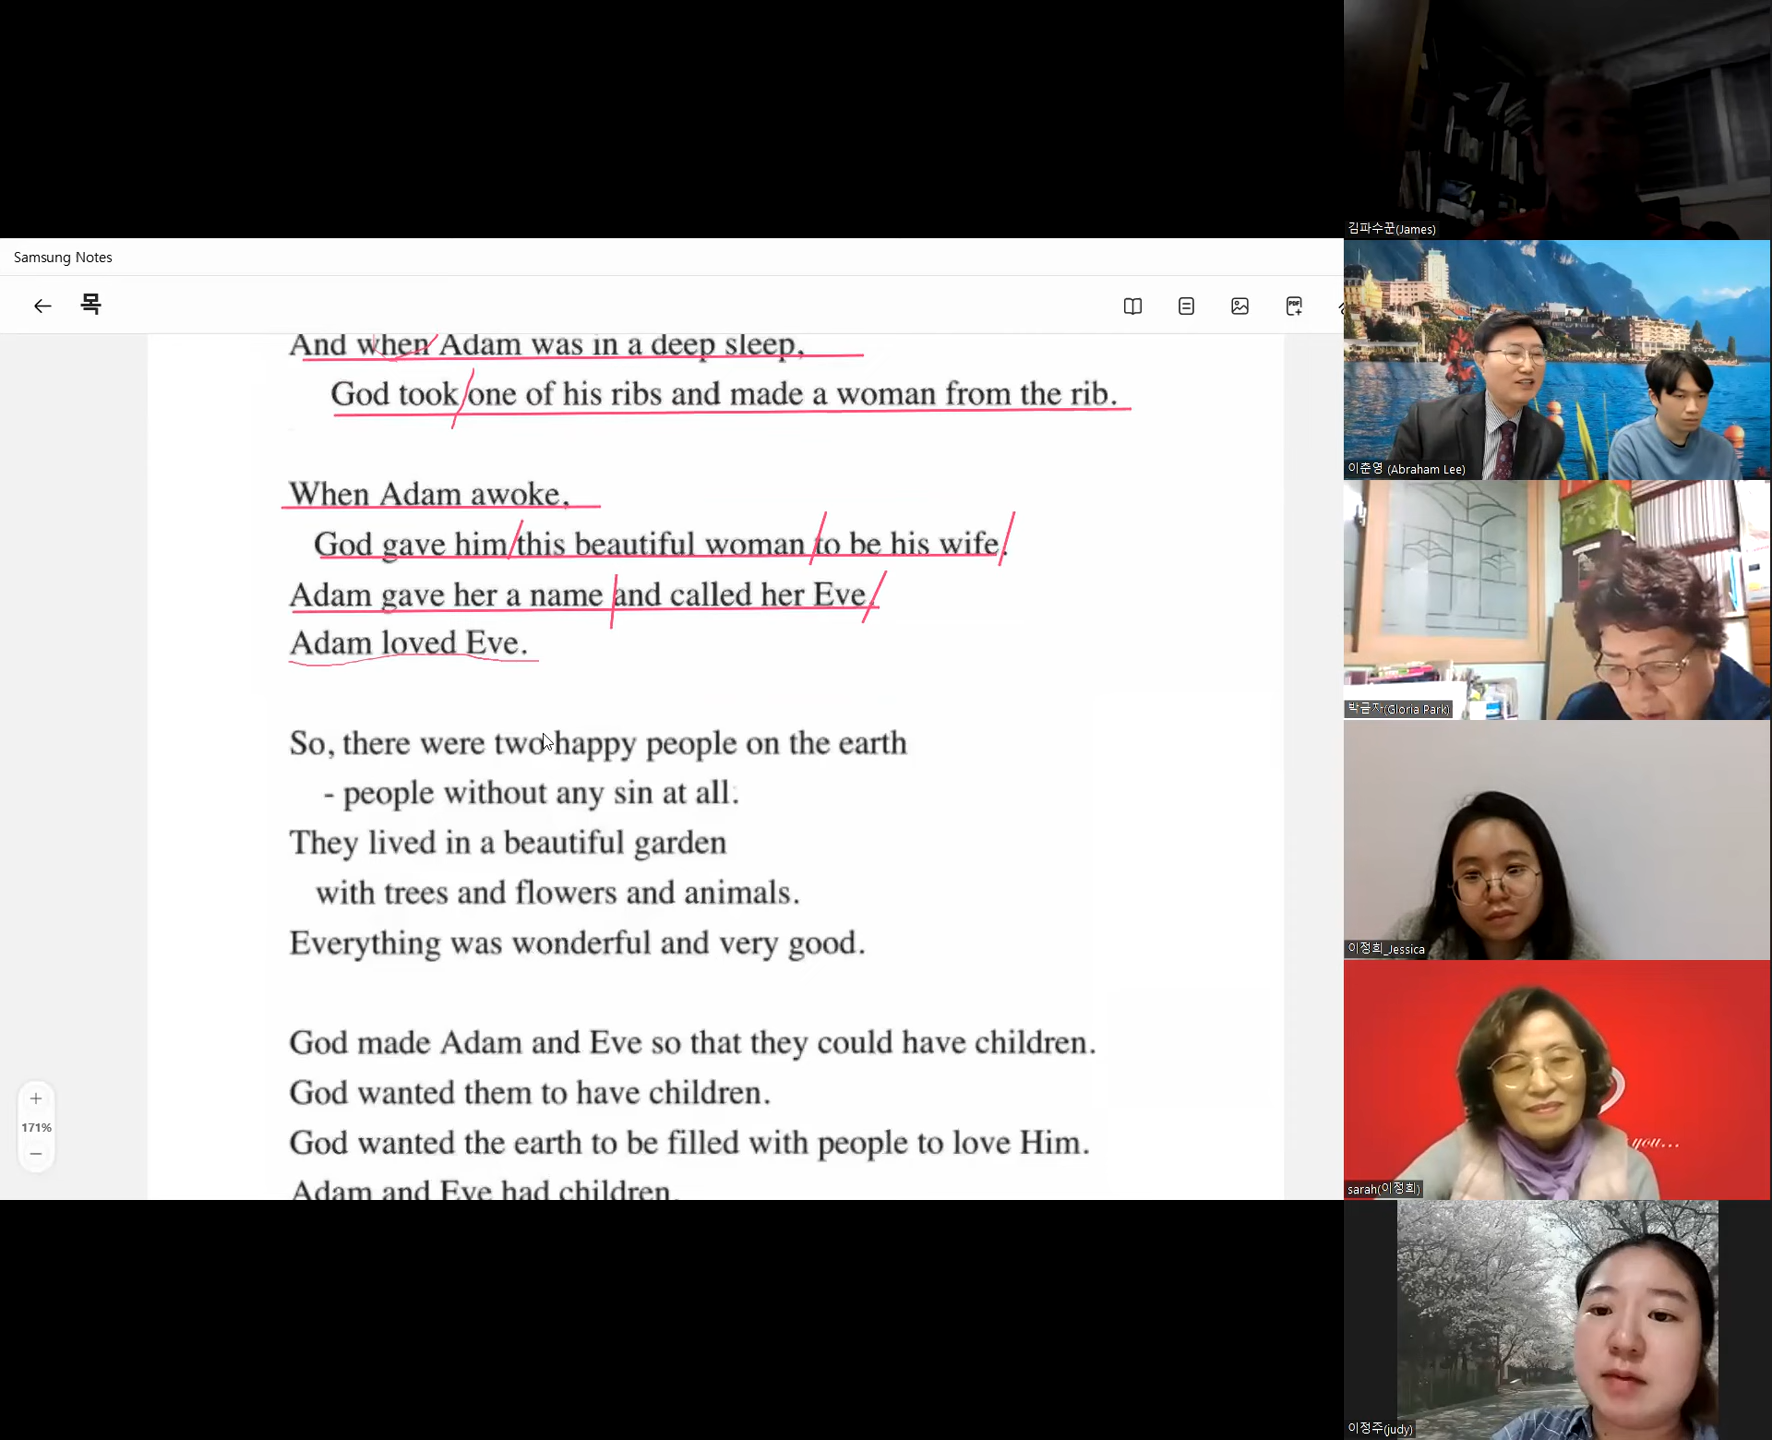 Samsung Notes
목
And when Adam was in a deep sleep,
God took one of his ribs and made a woman from the rib.
When Adam awoke,
God gave him this beautiful woman to be his wife.
Adam gave her a name and called her Eve.
Adam loved Eve.
So, there were two happy people on the earth
- people without any sin at all.
They lived in a beautiful garden
with trees and flowers and animals.
Everything was wonderful and very good.
God made Adam and Eve so that they could have children.
God wanted them to have children.
God wanted the earth to be filled with people to love Him.
Adam and Eve had children.
171%
PDF
김파수꾼(James)
이춘영 (Abraham Lee)
박금자(Gloria Park)
이정희_Jessica
you...
sarah(이정희)
이정주(judy)